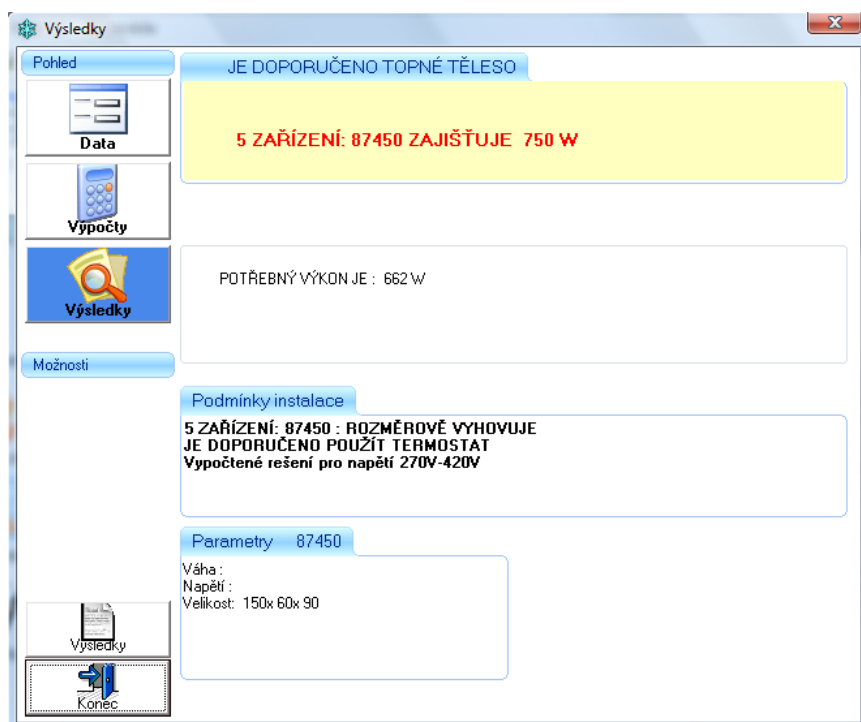 Výsledky
Pohled
Data
Výpočty
Výsledky
Možnosti
Výsledky
Konec
JE DOPORUČENO TOPNÉ TĚLESO
5 ZAŘÍZENÍ: 87450 ZAJIŠŤUJE 750 W
POTŘEBNÝ VÝKON JE : 662 W
Podmínky instalace
5 ZAŘÍZENÍ: 87450 : ROZMĚROVĚ VYHOVUJE
JE DOPORUČENO POUŽÍT TERMOSTAT
Vypočtené rešení pro napětí 270V-420V
Parametry 87450
Váha :
Napětí :
Velikost: 150x 60x 90